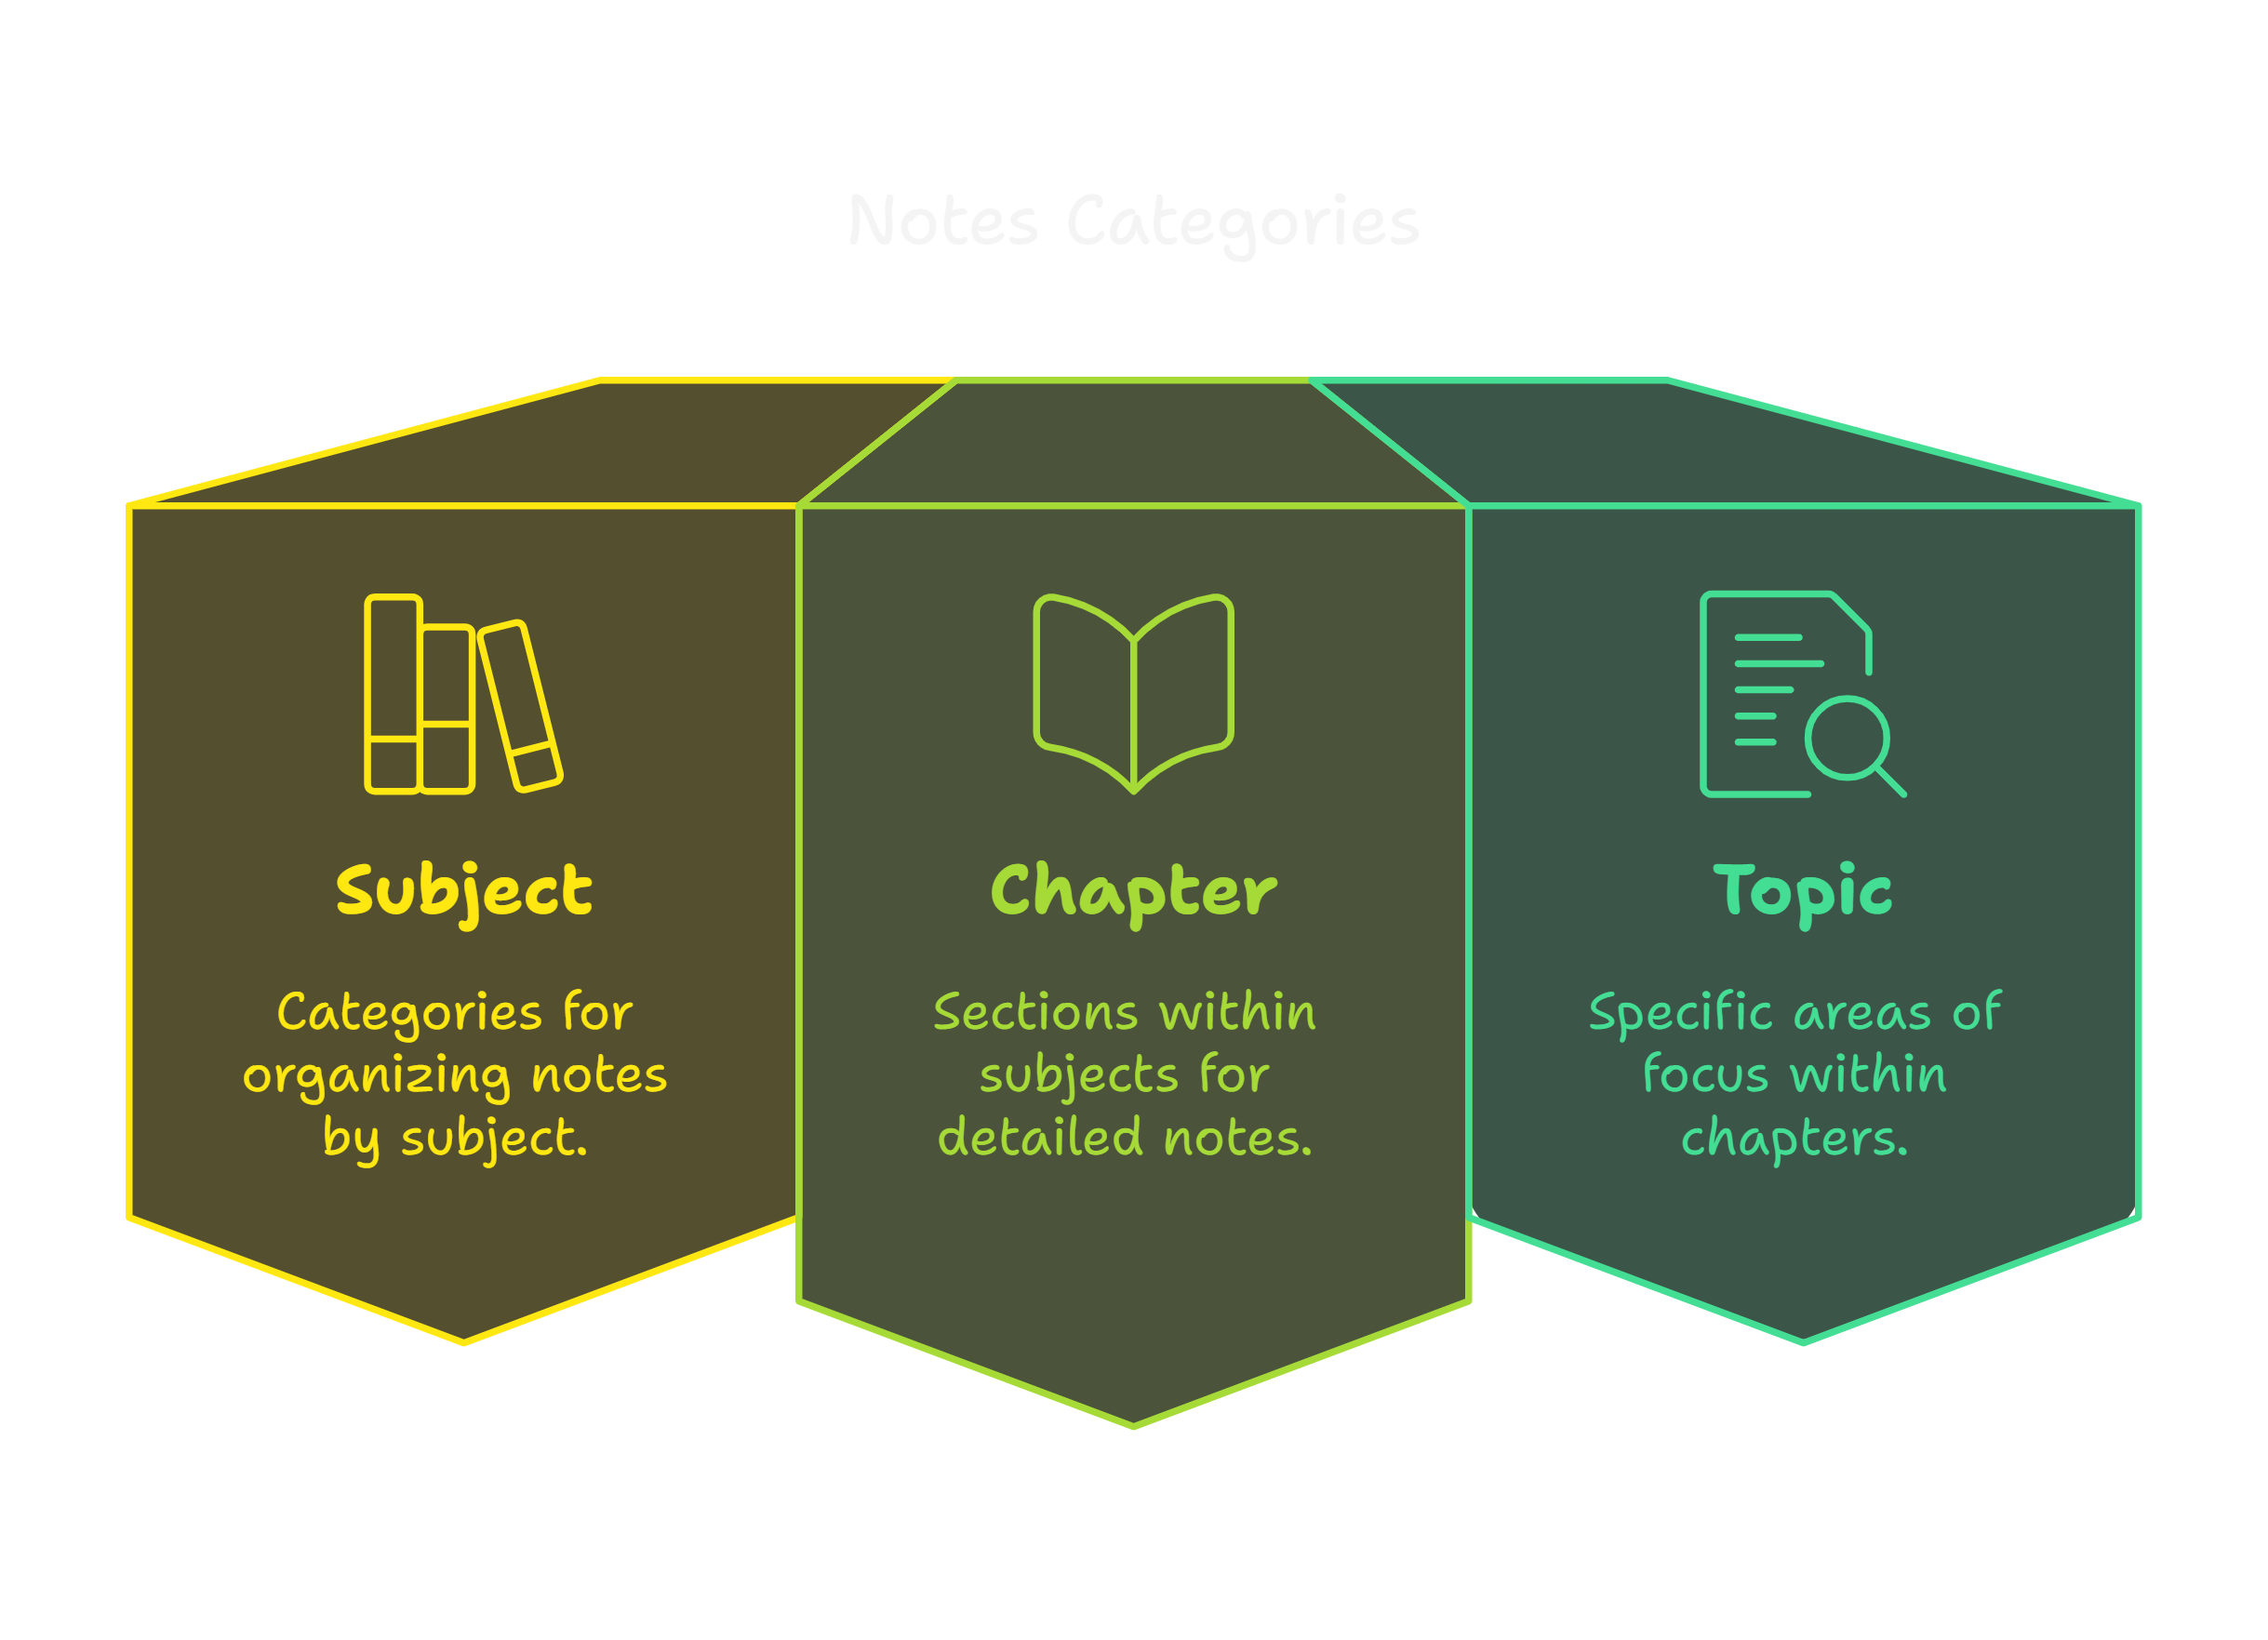 Notes Categories
Subject
Categories for
organizing notes
by subject.
Chapter
Sections within
subjects for
detailed notes.
Topic
Specific areas of
focus within
chapters.